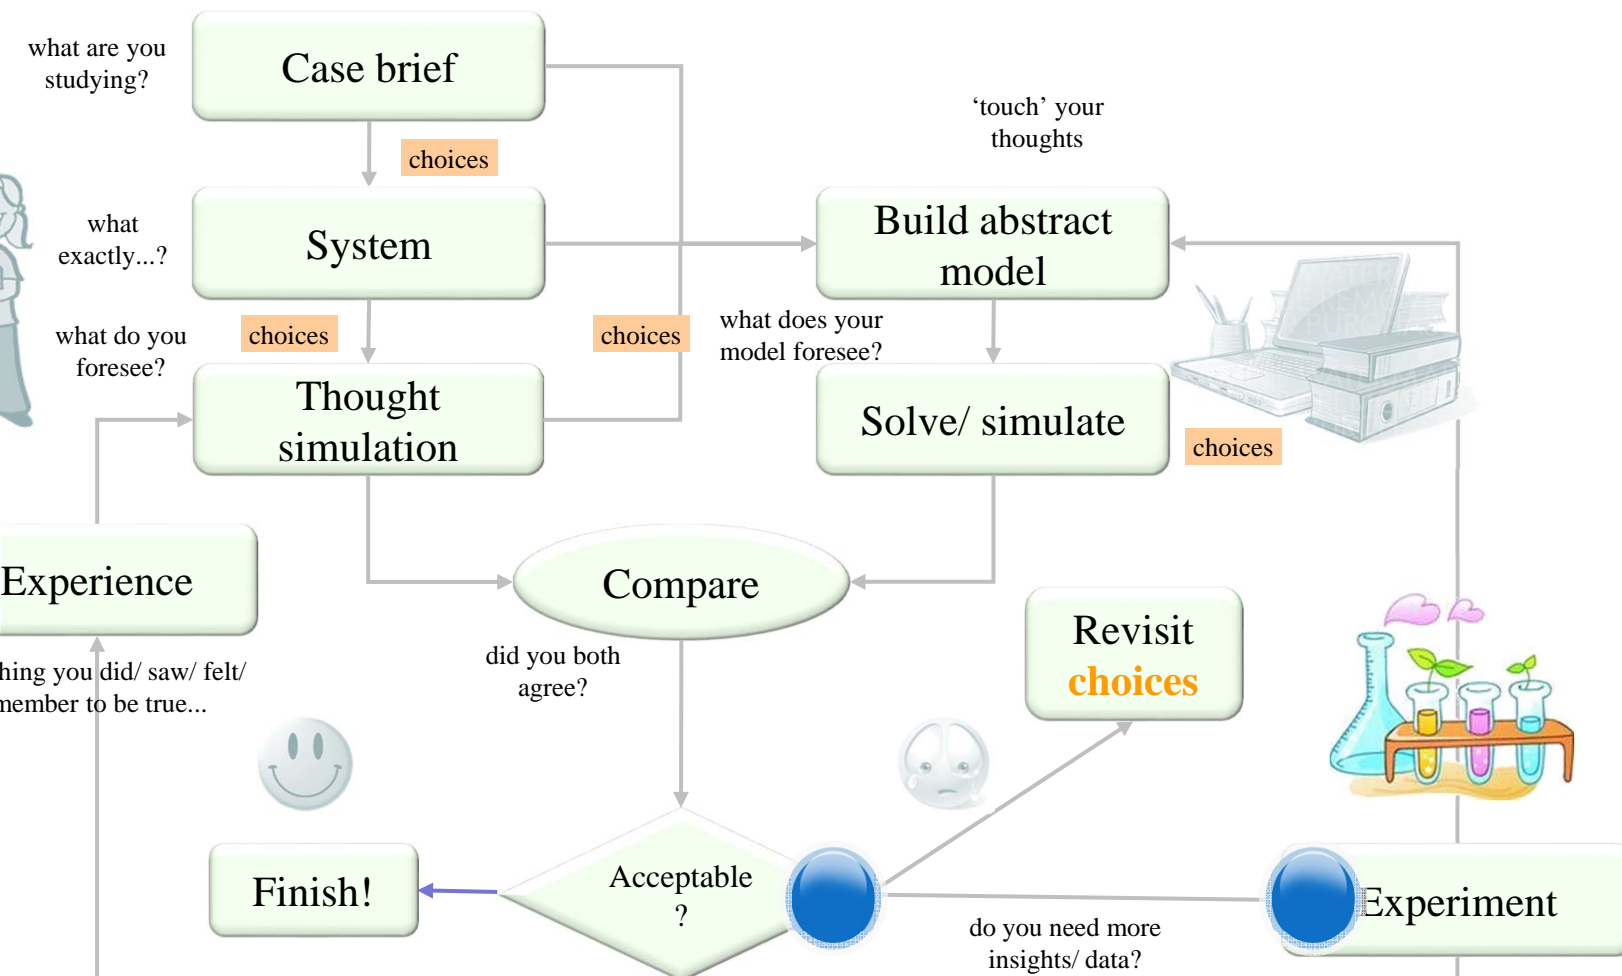 what are you
studying?
Case brief
'touch' your
thoughts
choices
what
exactly...?
System
Build abstract
model
what do you
foresee?
choices
choices
what does your
model foresee?
Thought
simulation
Solve/ simulate
choices
Experience
Compare
Revisit
choices
hing you did/ saw/ felt/
member to be true...
did you both
agree?
Finish!
Acceptable
?
Experiment
do you need more
insights/ data?